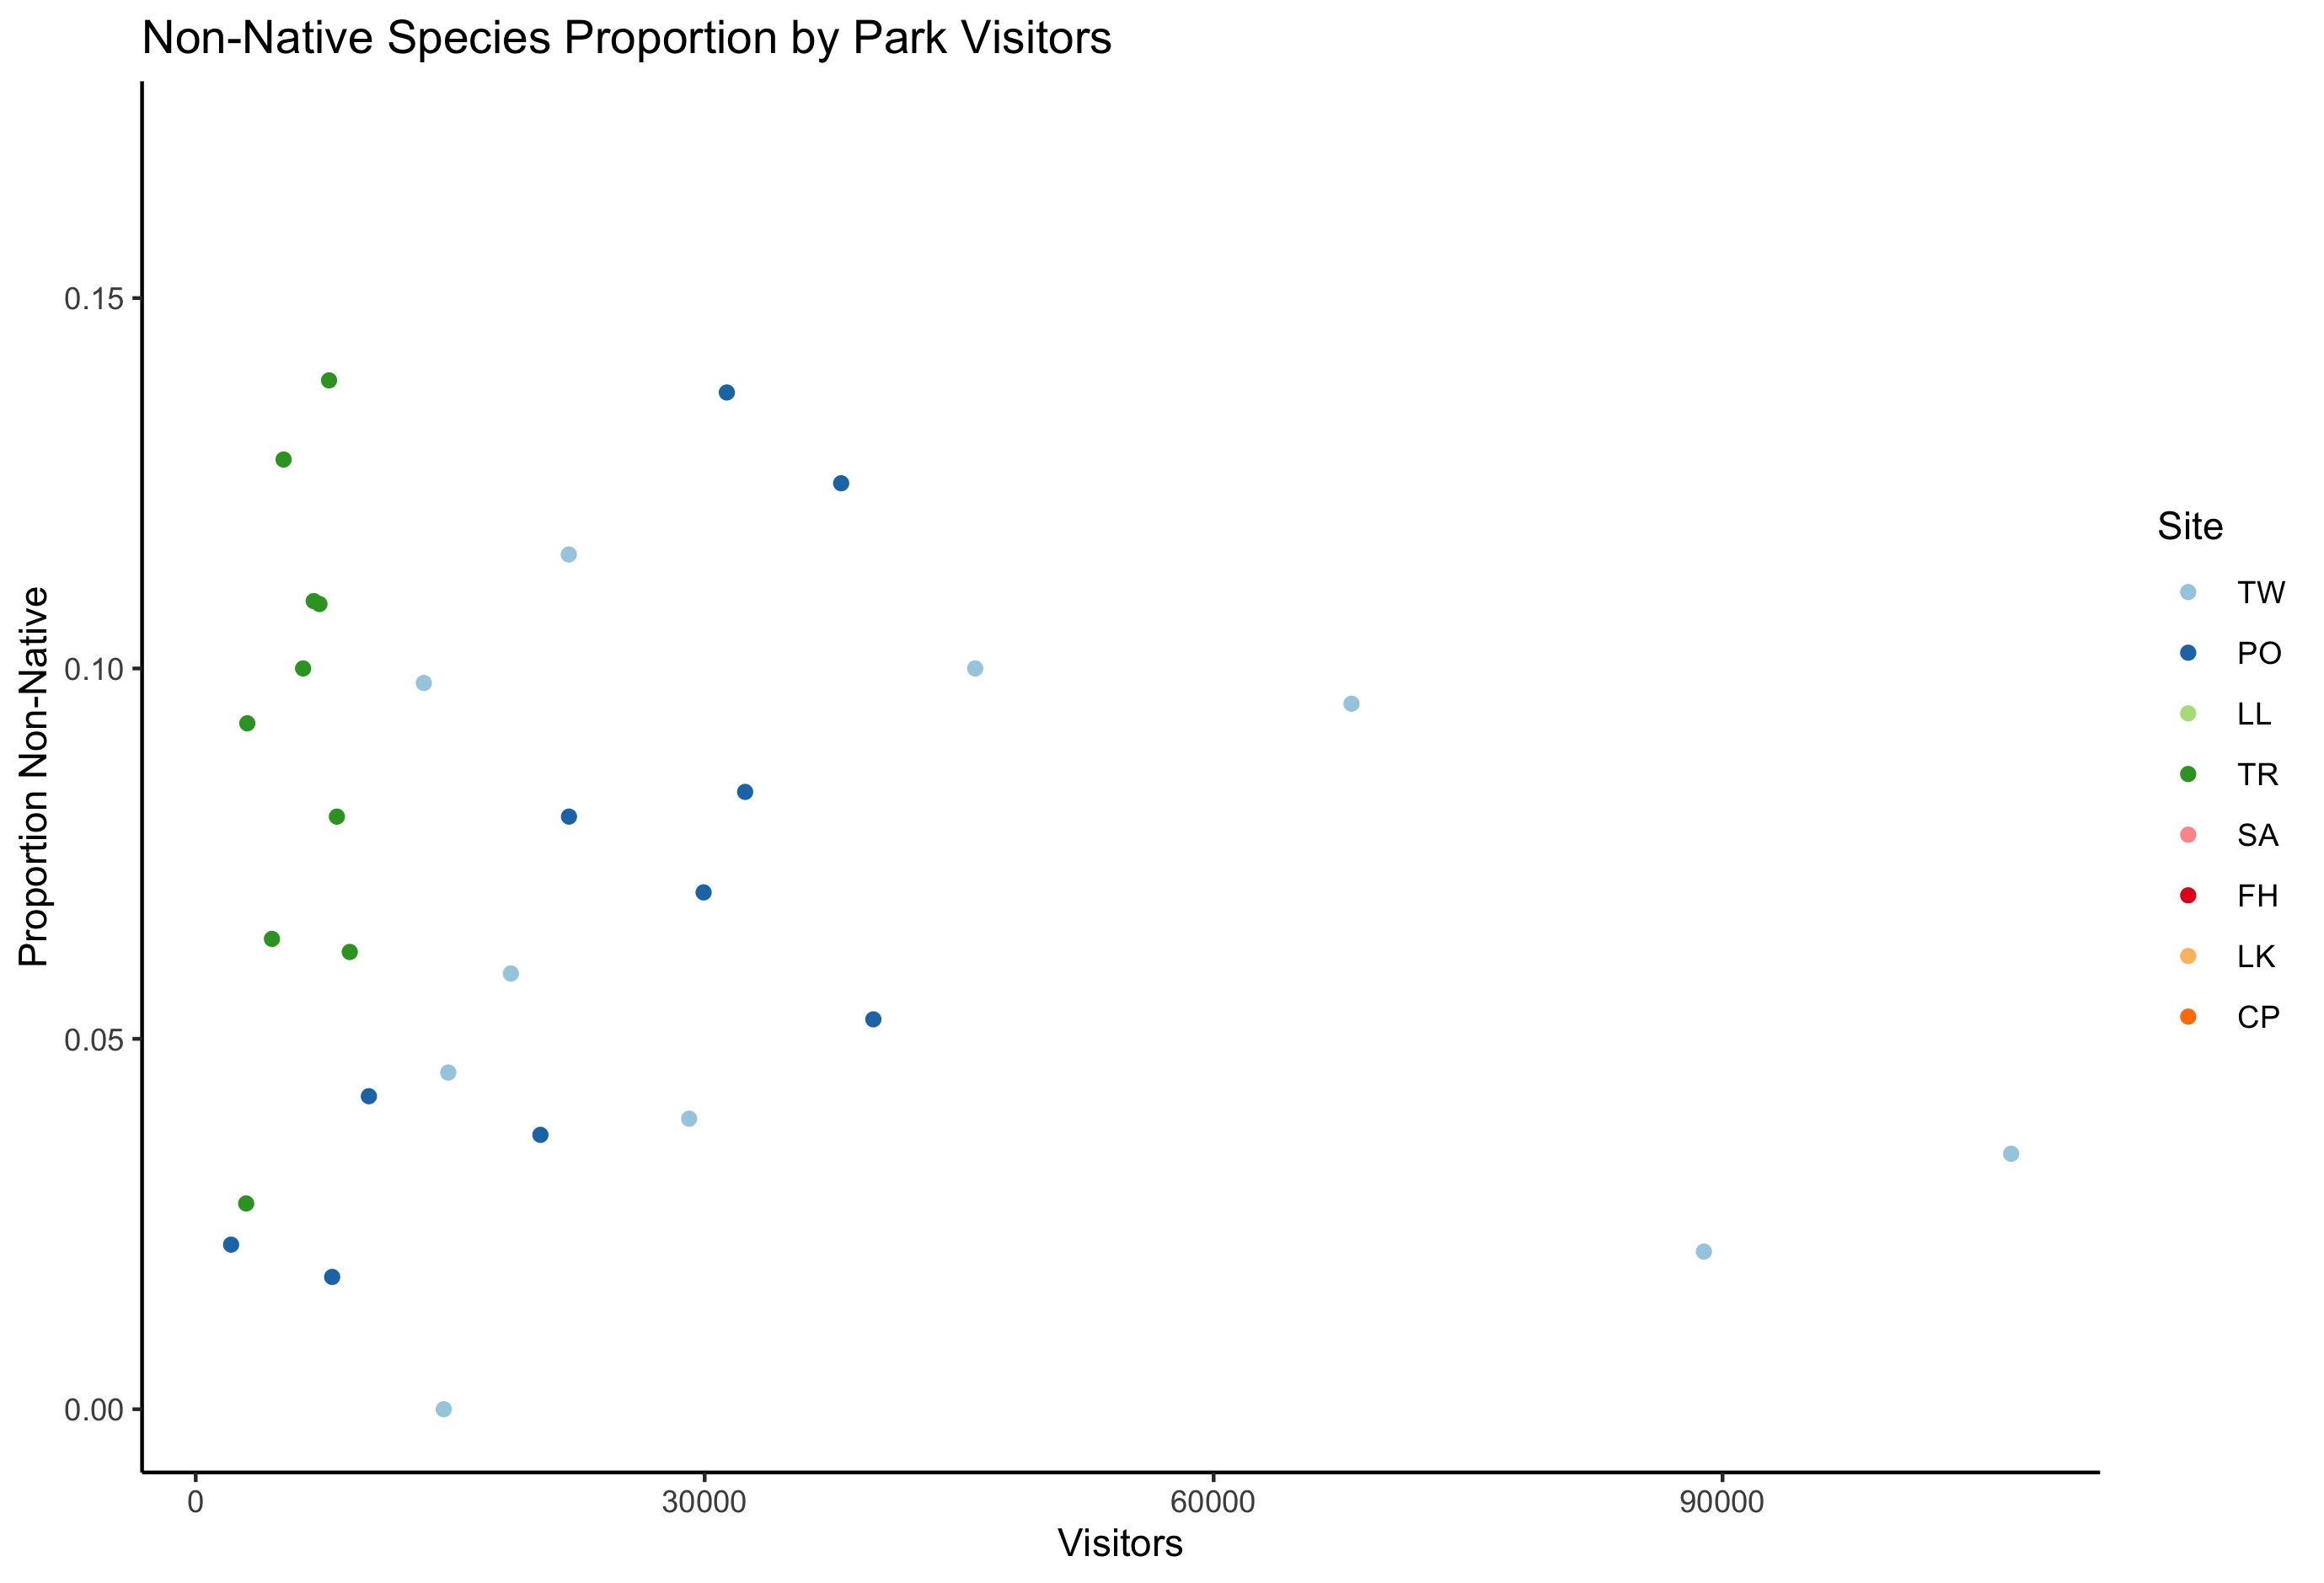 Non-Native Species Proportion by Park Visitors
Proportion Non-Native
0.15
0.10
0.05
0.00
0
30000
60000
90000
Visitors
Site
TW
PO
LL
TR
SA
FH
LK
CP